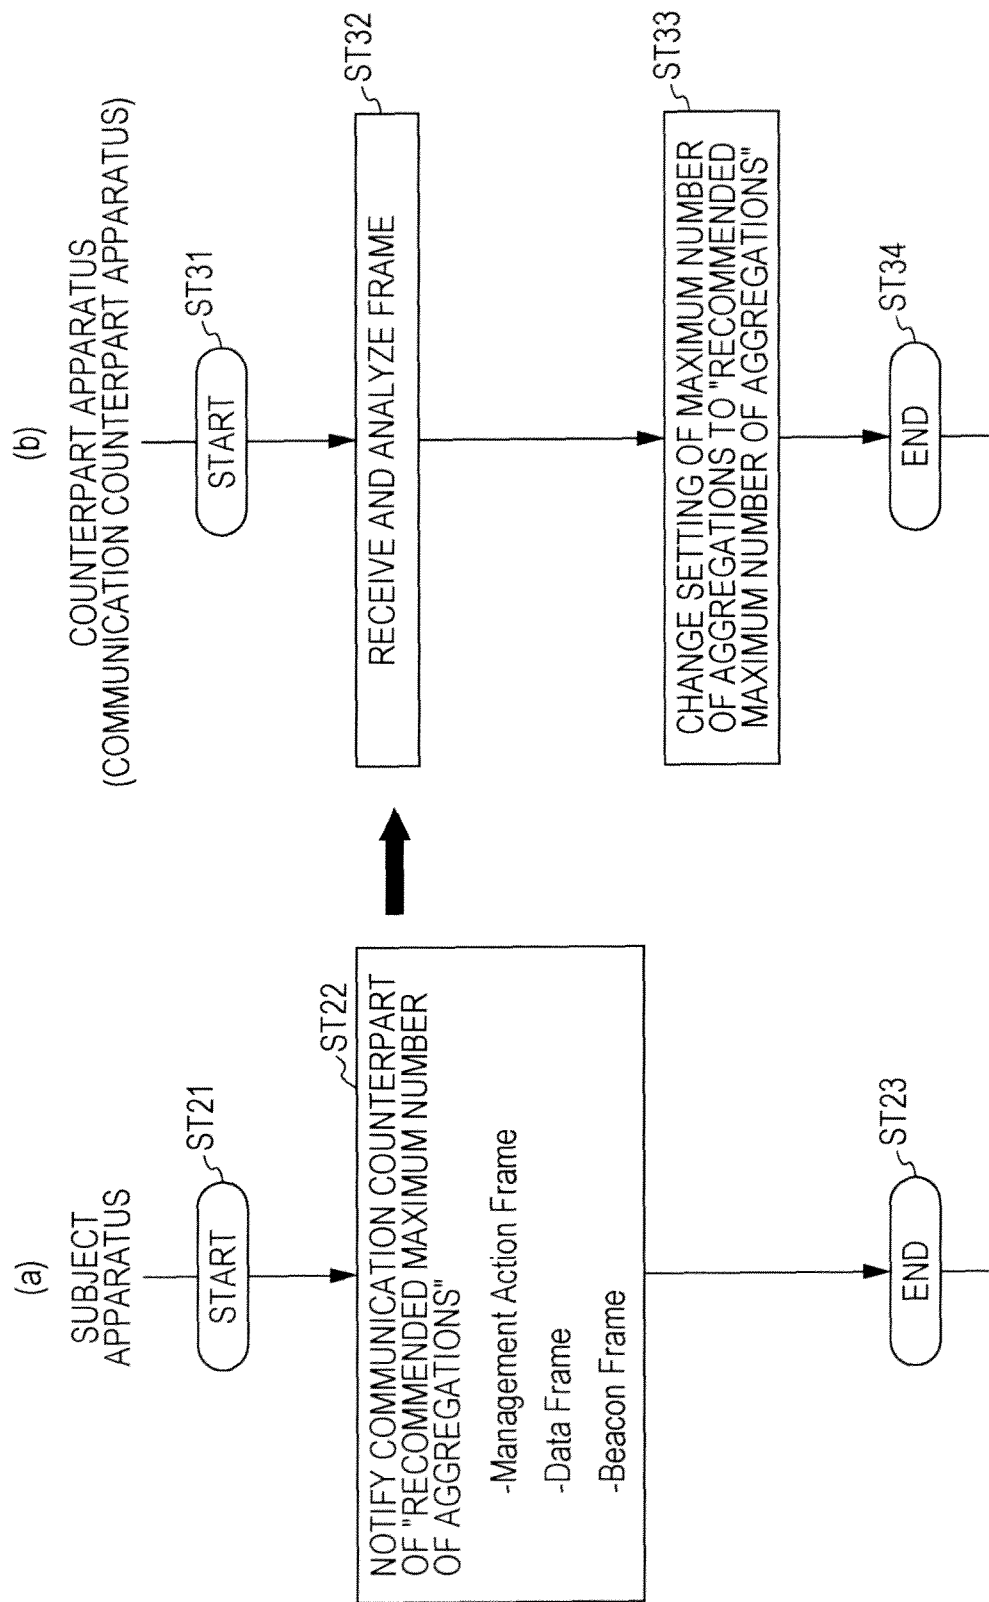 (a)
SUBJECT
APPARATUS
START
ST21
ST22
NOTIFY COMMUNICATION COUNTERPART
OF "RECOMMENDED MAXIMUM NUMBER
OF AGGREGATIONS"
-Management Action Frame
-Data Frame
-Beacon Frame
END
ST23
(b)
COUNTERPART APPARATUS
(COMMUNICATION COUNTERPART APPARATUS)
START
ST31
RECEIVE AND ANALYZE FRAME
ST32
CHANGE SETTING OF MAXIMUM NUMBER
OF AGGREGATIONS TO "RECOMMENDED
MAXIMUM NUMBER OF AGGREGATIONS"
ST33
END
ST34